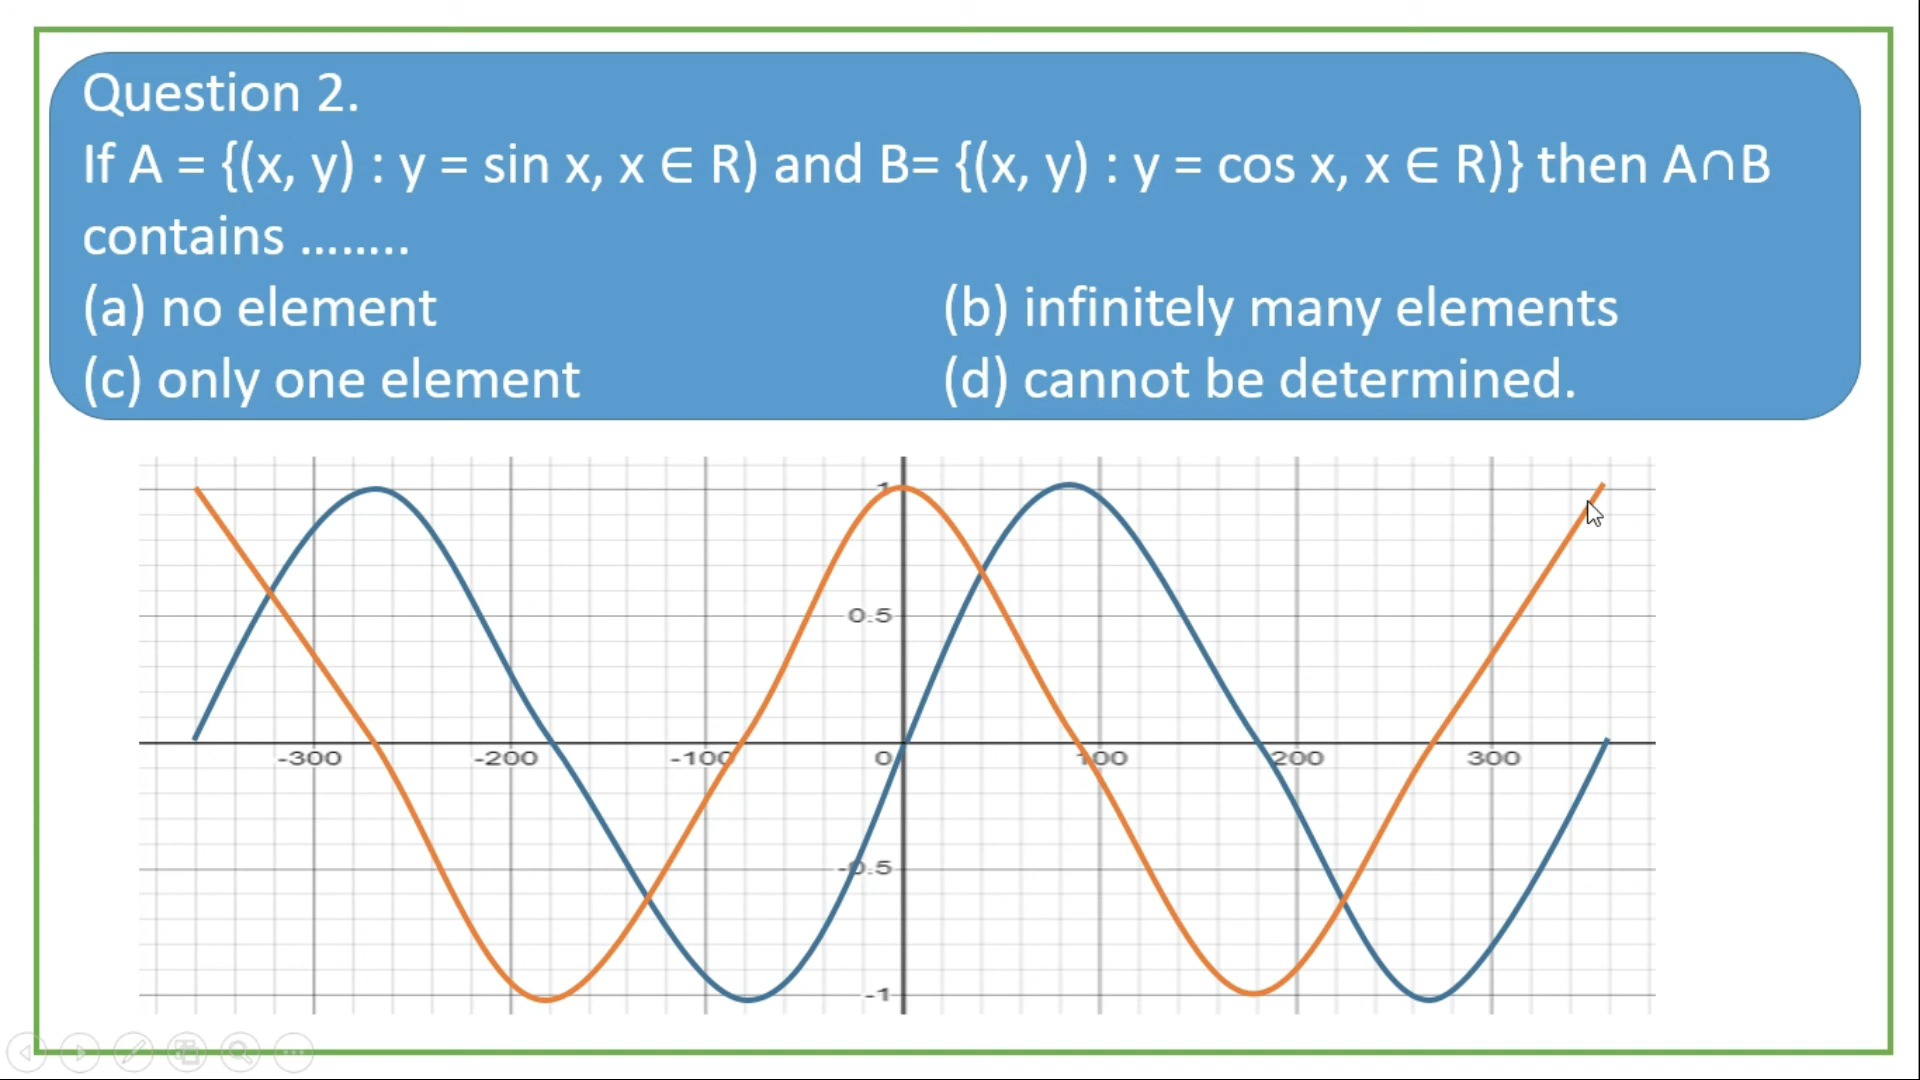 Question 2.
If A = {(x, y) : y = sin x, x ∈ R) and B= {(x, y) : y = cos x, x ∈ R)} then A∩B
contains ........
(a) no element (b) infinitely many elements
(c) only one element (d) cannot be determined.
1
0.5
-300 -200 -100 0 100 200 300
-0.5
-1